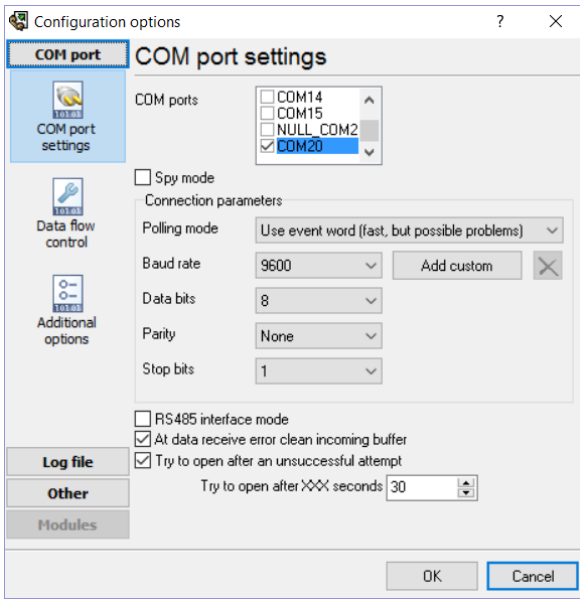 Configuration options
COM port
COM port settings
COM port
settings
Data flow
control
Additional
options
Log file
Other
Modules
COM ports
COM14
COM15
NULL_COM2
COM20
Spy mode
Connection parameters
Polling mode
Use event word (fast, but possible problems)
Baud rate
9600
Add custom
Data bits
8
Parity
None
Stop bits
1
RS485 interface mode
At data receive error clean incoming buffer
Try to open after an unsuccessful attempt
Try to open after XXX seconds
30
OK
Cancel